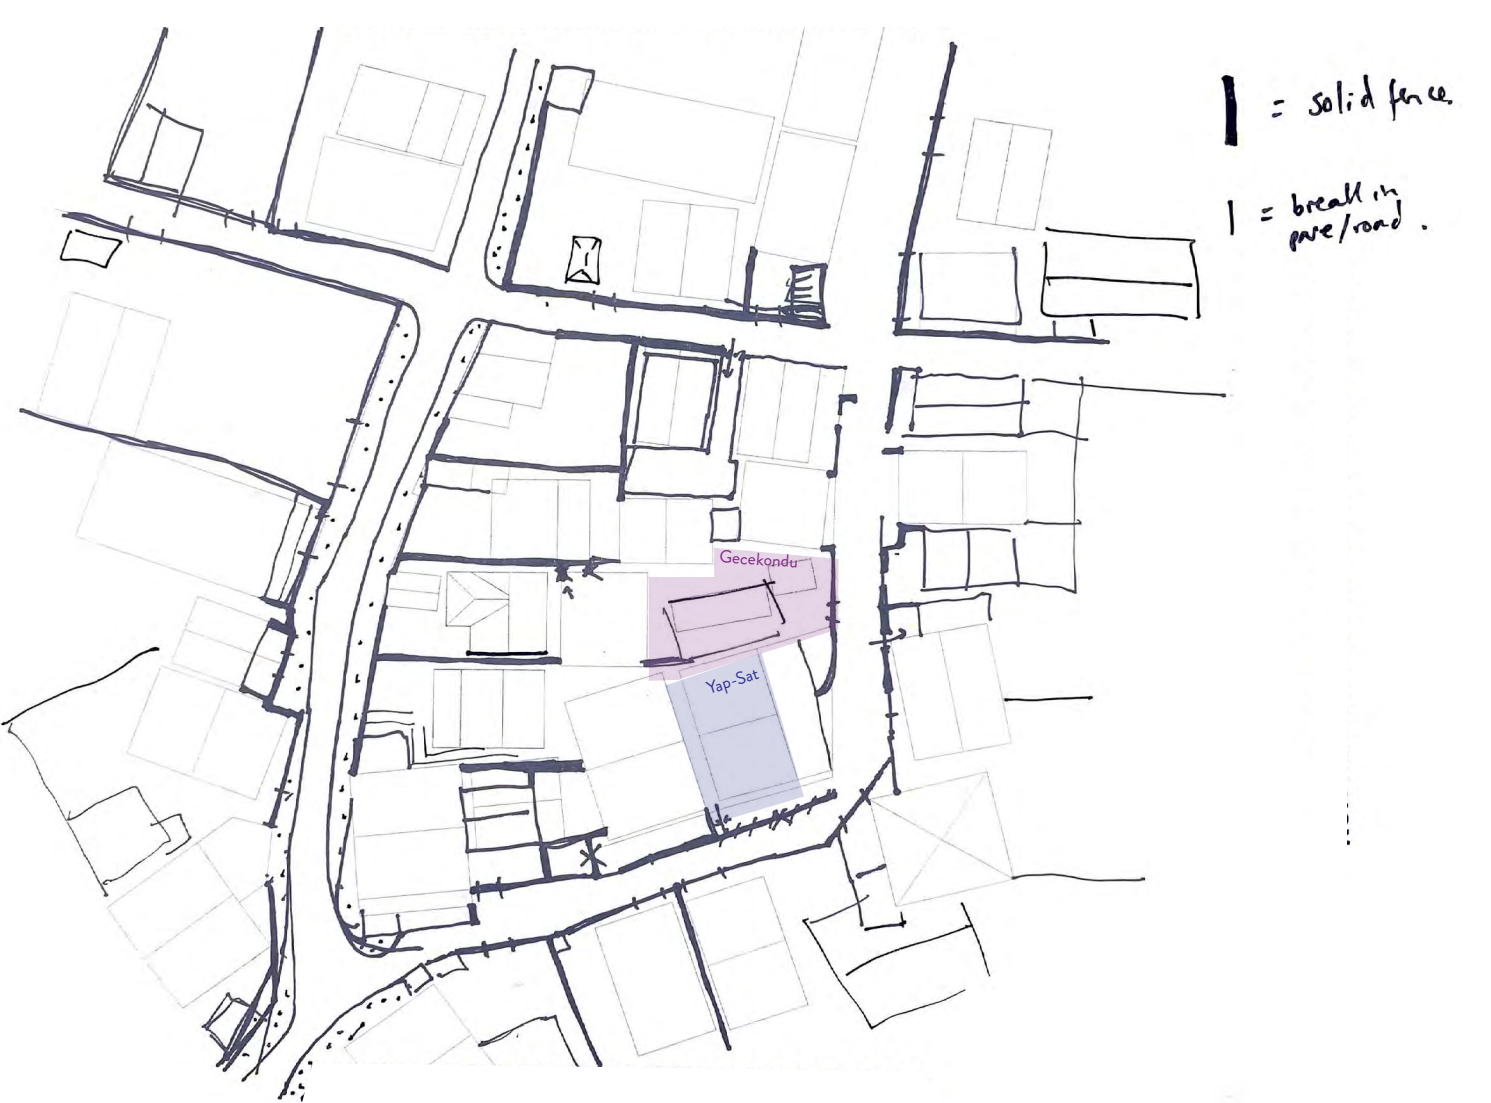 = solid fence
= break in
pave/road.
Gecekondu
Yap-Sat